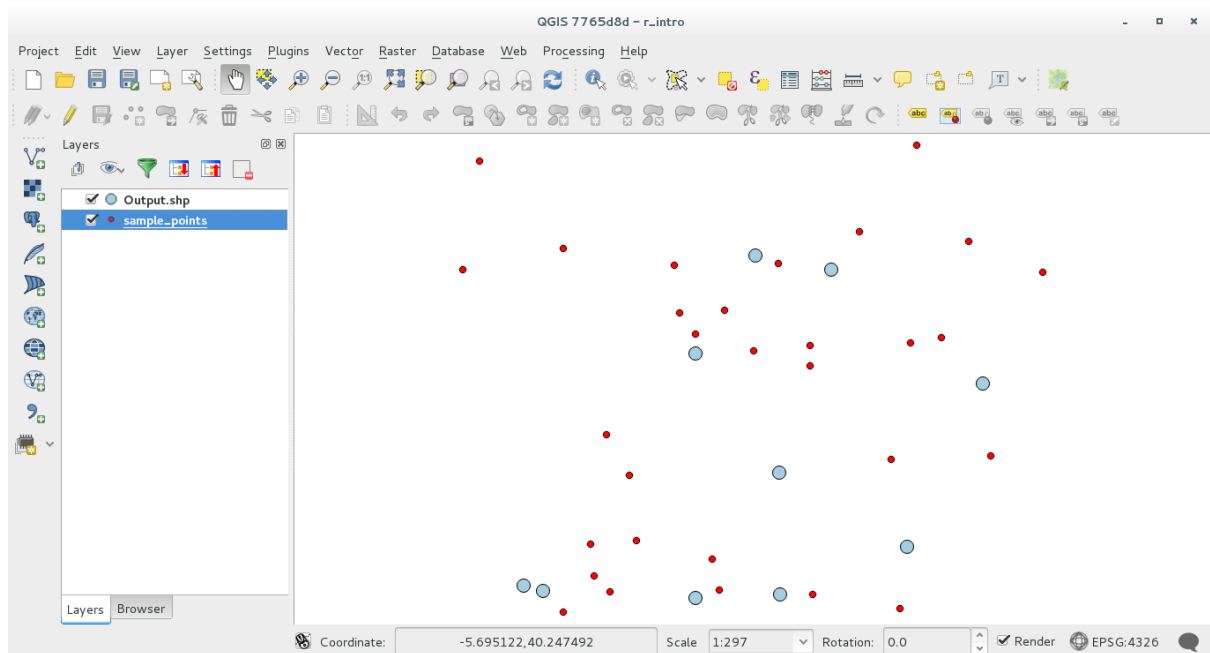 QGIS 7765d8d - r_intro
Project Edit View Layer Settings Plugins Vector Raster Database Web Processing Help
Layers
Output.shp
sample_points
Layers Browser
Coordinate: -5.695122,40.247492 Scale 1:297 Rotation: 0.0 Render EPSG:4326